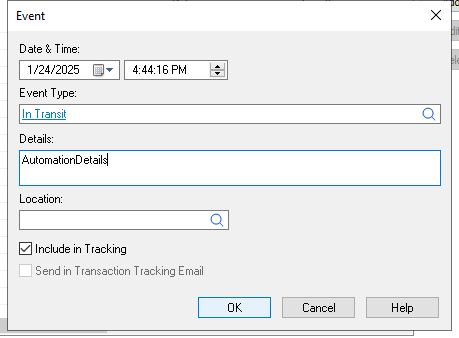 Event
Date & Time:
1/24/2025 4:44:16 PM
Event Type:
In Transit
Details:
AutomationDetails
Location:
Include in Tracking
Send in Transaction Tracking Email
OK Cancel Help